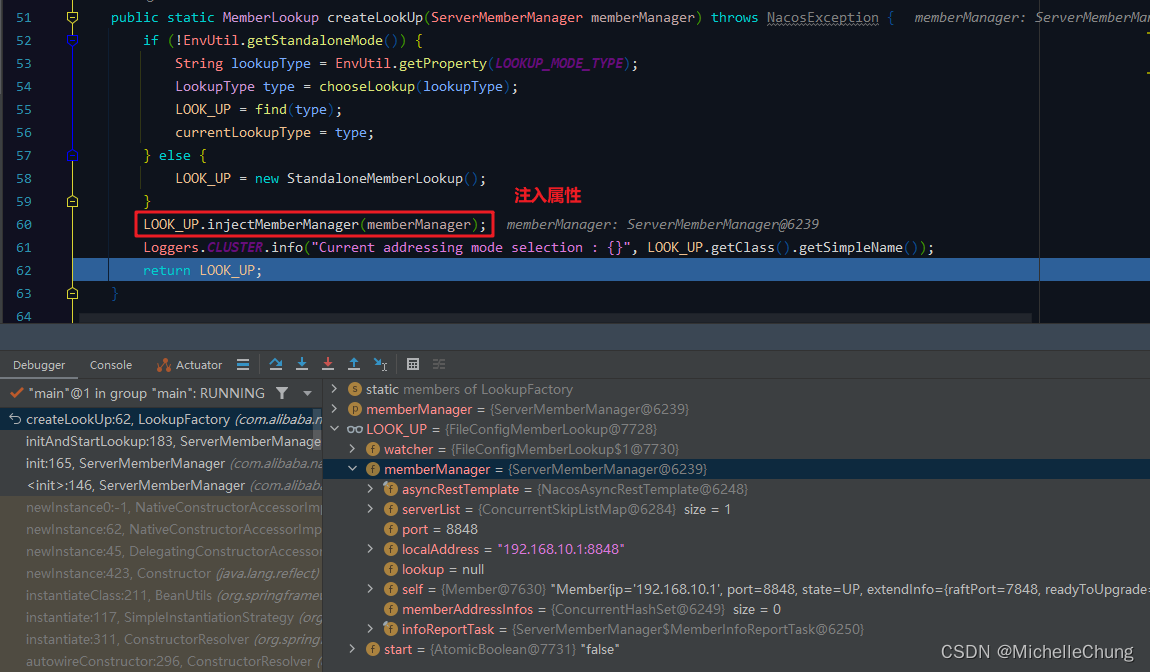 51 public static MemberLookup createLookUp(ServerMemberManager memberManager) throws NacosException { memberManager: ServerMemberMa
52 if (!EnvUtil.getStandaloneMode()) {
53 String lookupType = EnvUtil.getProperty(LOOKUP_MODE_TYPE);
54 LookupType type = chooseLookup(lookupType);
55 LOOK_UP = find(type);
56 currentLookupType = type;
57 } else {
58 LOOK_UP = new StandaloneMemberLookup();
注入属性
59 }
60 LOOK_UP.injectMemberManager(memberManager); memberManager: ServerMemberManager@6239
61 Loggers.CLUSTER.info("Current addressing mode selection : {}", LOOK_UP.getClass().getSimpleName());
62 return LOOK_UP;
63 }
64
Debugger Console Actuator
"main"@1 in group "main": RUNNING
createLookUp:62, LookupFactory (com.alibaba.n
initAndStartLookup:183, ServerMemberManage
init:165, ServerMemberManager (com.alibaba.na
<init>:146, ServerMemberManager (com.alibab
newInstance0:-1, NativeConstructorAccessorImp
newInstance:62, NativeConstructorAccessorImp
newInstance:45, DelegatingConstructorAccessor
newInstance:423, Constructor (java.lang.reflect)
instantiateClass:211, BeanUtils (org.springframew
instantiate:117, SimpleInstantiationStrategy (org
instantiate:311, ConstructorResolver (org.spring
autowireConstructor:296, ConstructorResolver (o
static members of LookupFactory
memberManager = {ServerMemberManager@6239}
LOOK_UP = {FileConfigMemberLookup@7728}
watcher = {FileConfigMemberLookup$1@7730}
memberManager = {ServerMemberManager@6239}
asyncRestTemplate = {NacosAsyncRestTemplate@6248}
serverList = {ConcurrentSkipListMap@6284} size = 1
port = 8848
localAddress = "192.168.10.1:8848"
lookup = null
self = {Member@7630} "Member{ip='192.168.10.1', port=8848, state=UP, extendInfo={raftPort=7848, readyToUpgrade=
memberAddressInfos = {ConcurrentHashSet@6249} size = 0
infoReportTask = {ServerMemberManager$MemberInfoReportTask@6250}
start = {AtomicBoolean@7731} "false"
CSDN @MichelleChung